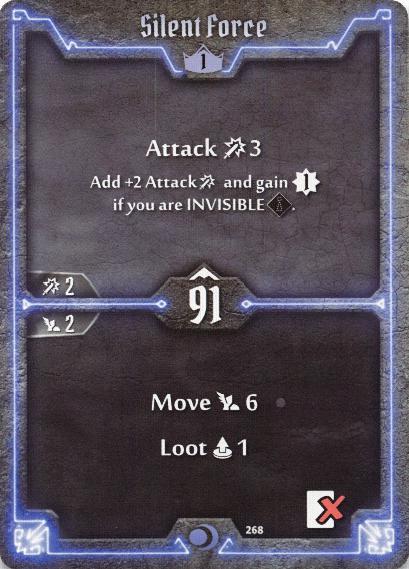 Silent Force
1
Attack 3
Add +2 Attack and gain 1
if you are INVISIBLE .
2
91
2
Move 6
Loot 1
268